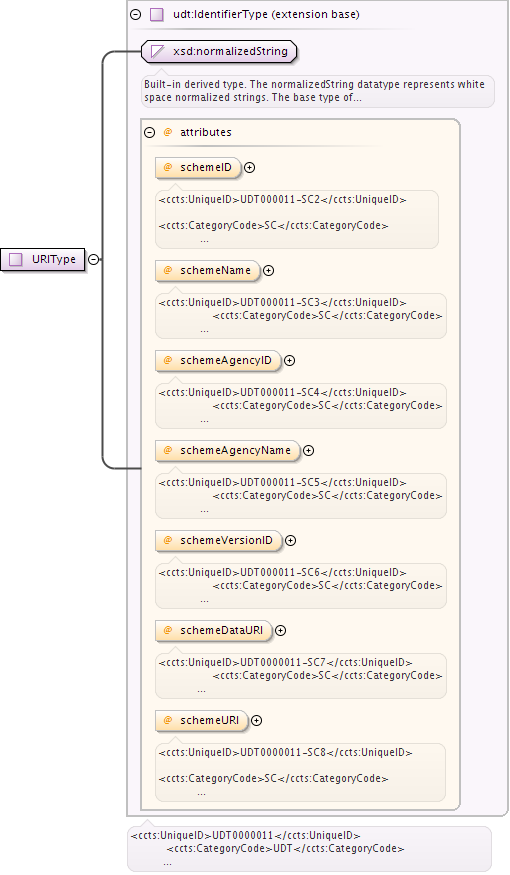 udt:IdentifierType (extension base)
xsd:normalizedString
Built-in derived type. The normalizedString datatype represents white
space normalized strings. The base type of...
@ attributes
@ schemeID
<ccts:UniqueID>UDT000011-SC2</ccts:UniqueID>
<ccts:CategoryCode>SC</ccts:CategoryCode>
...
URIType
@ schemeName
<ccts:UniqueID>UDT000011-SC3</ccts:UniqueID>
<ccts:CategoryCode>SC</ccts:CategoryCode>
...
@ schemeAgencyID
<ccts:UniqueID>UDT000011-SC4</ccts:UniqueID>
<ccts:CategoryCode>SC</ccts:CategoryCode>
...
@ schemeAgencyName
<ccts:UniqueID>UDT000011-SC5</ccts:UniqueID>
<ccts:CategoryCode>SC</ccts:CategoryCode>
...
@ schemeVersionID
<ccts:UniqueID>UDT000011-SC6</ccts:UniqueID>
<ccts:CategoryCode>SC</ccts:CategoryCode>
...
@ schemeDataURI
<ccts:UniqueID>UDT0000011-SC7</ccts:UniqueID>
<ccts:CategoryCode>SC</ccts:CategoryCode>
...
@ schemeURI
<ccts:UniqueID>UDT0000011-SC8</ccts:UniqueID>
<ccts:CategoryCode>SC</ccts:CategoryCode>
...
<ccts:UniqueID>UDT0000011</ccts:UniqueID>
<ccts:CategoryCode>UDT</ccts:CategoryCode>
...